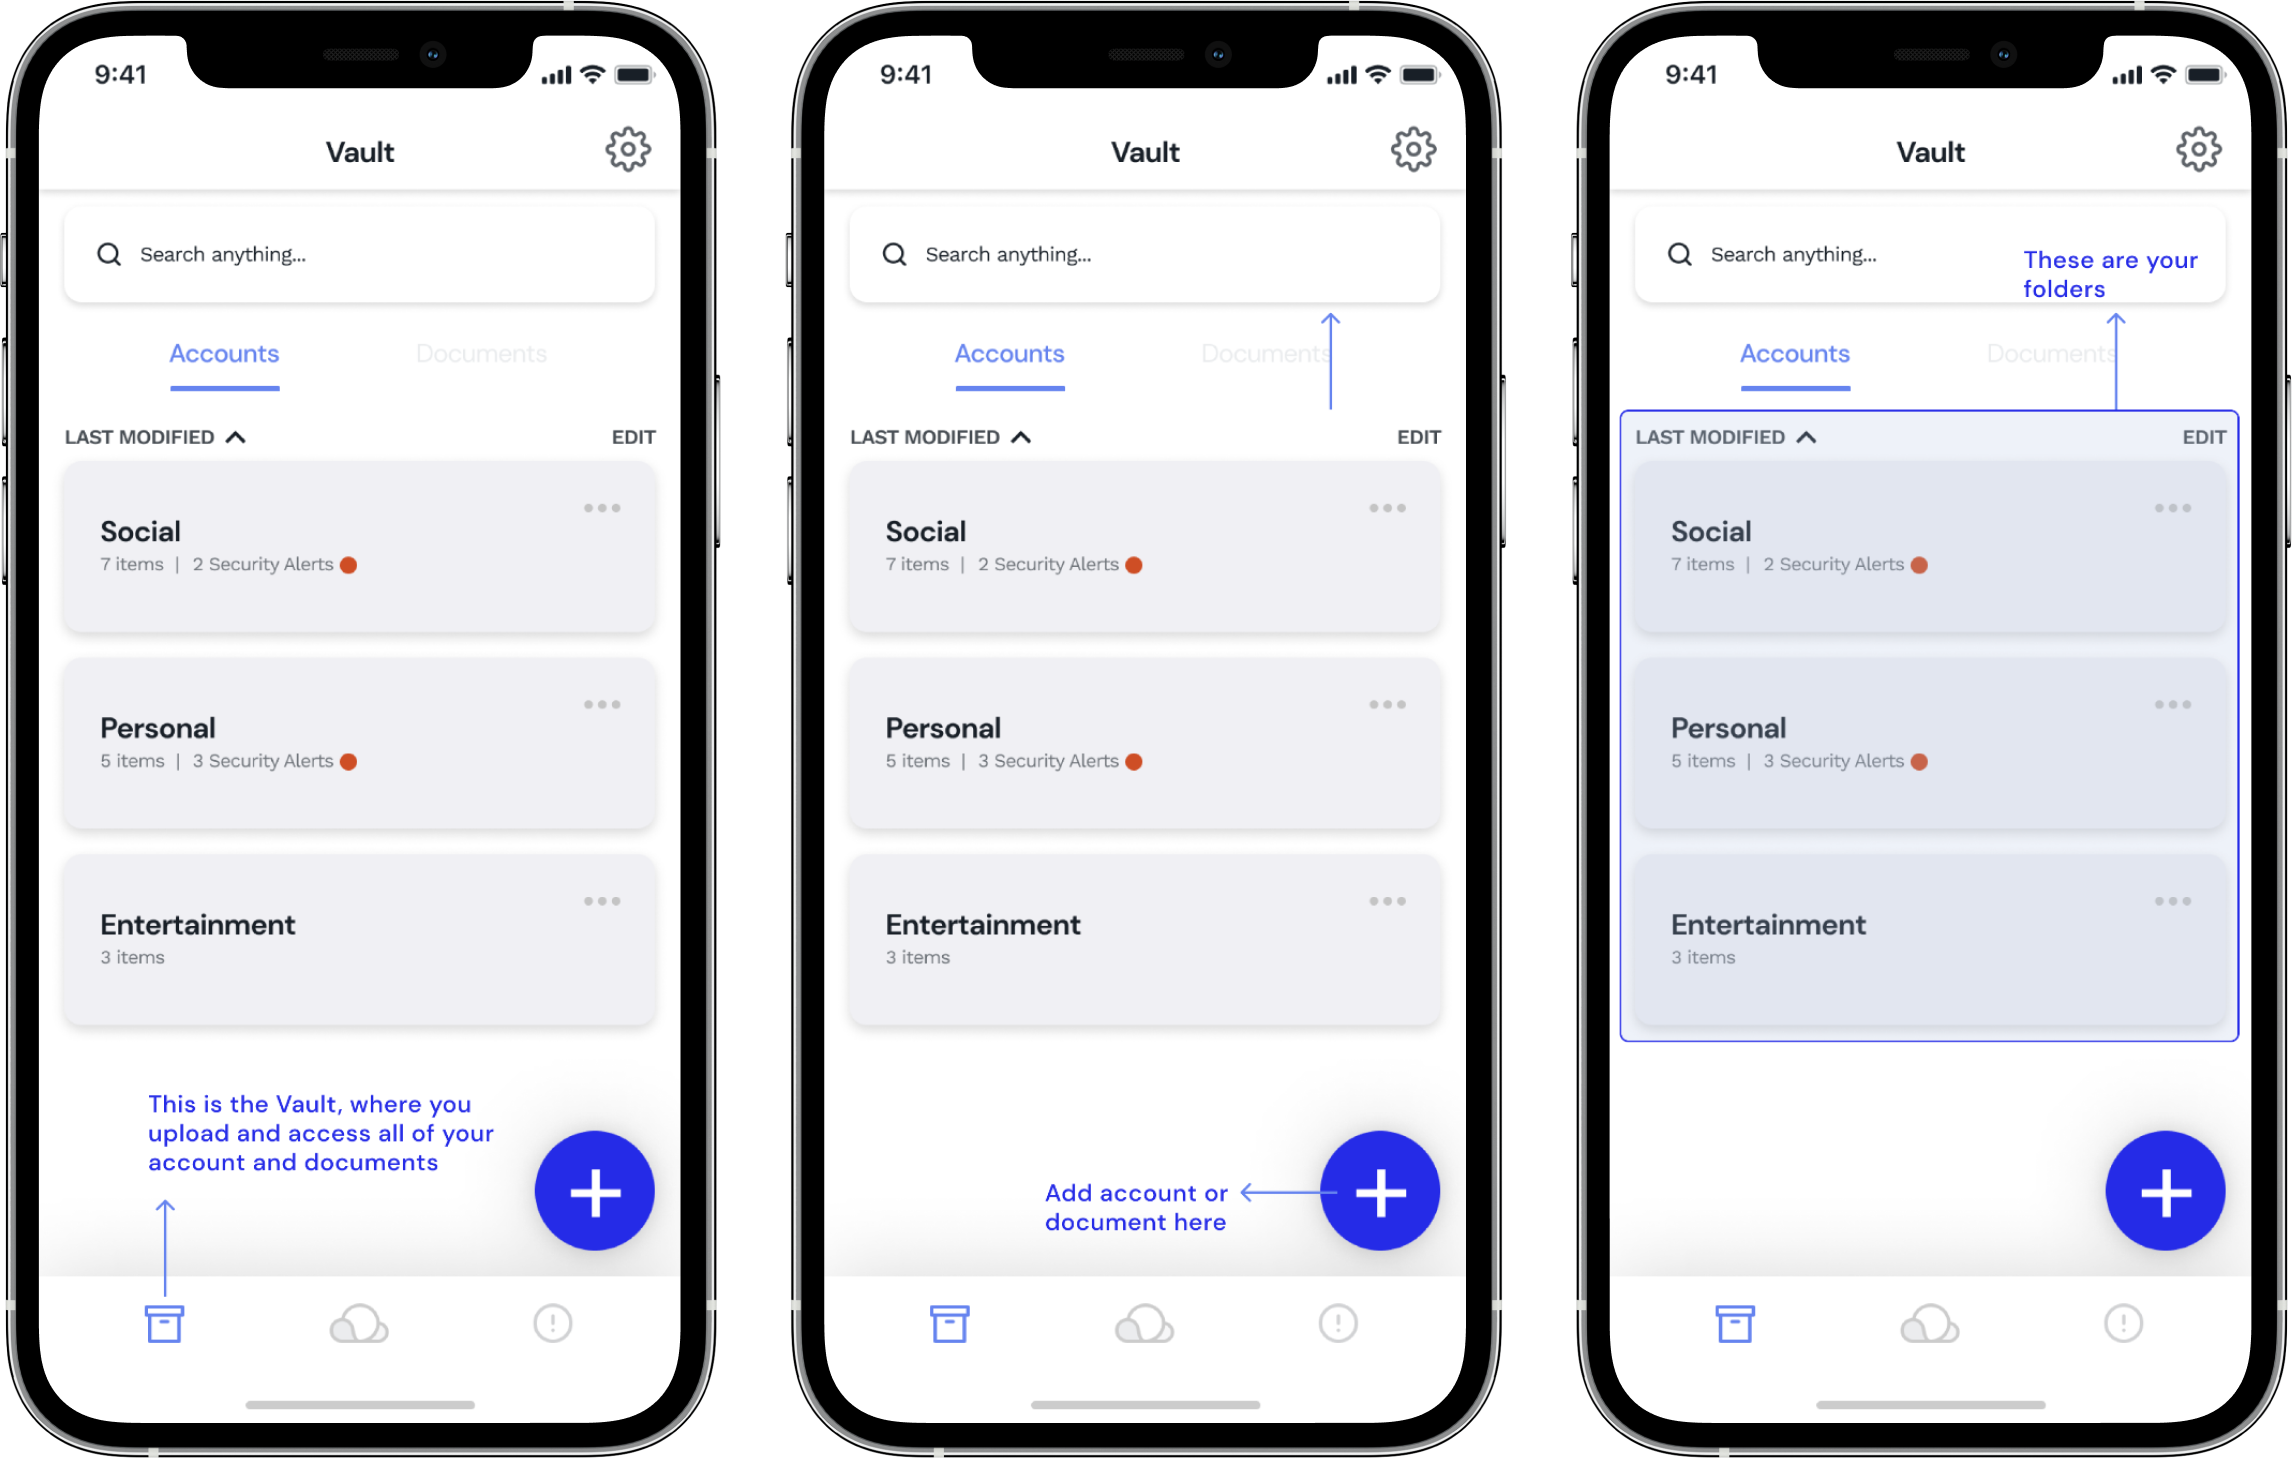 9:41
Vault
Search anything...
Accounts Documents
LAST MODIFIED EDIT
Social
7 items | 2 Security Alerts
Personal
5 items | 3 Security Alerts
Entertainment
3 items
This is the Vault, where you
upload and access all of your
account and documents
9:41
Vault
Search anything...
Accounts Documents
LAST MODIFIED EDIT
Social
7 items | 2 Security Alerts
Personal
5 items | 3 Security Alerts
Entertainment
3 items
Add account or
document here
9:41
Vault
Search anything...
These are your
folders
Accounts Documents
LAST MODIFIED EDIT
Social
7 items | 2 Security Alerts
Personal
5 items | 3 Security Alerts
Entertainment
3 items